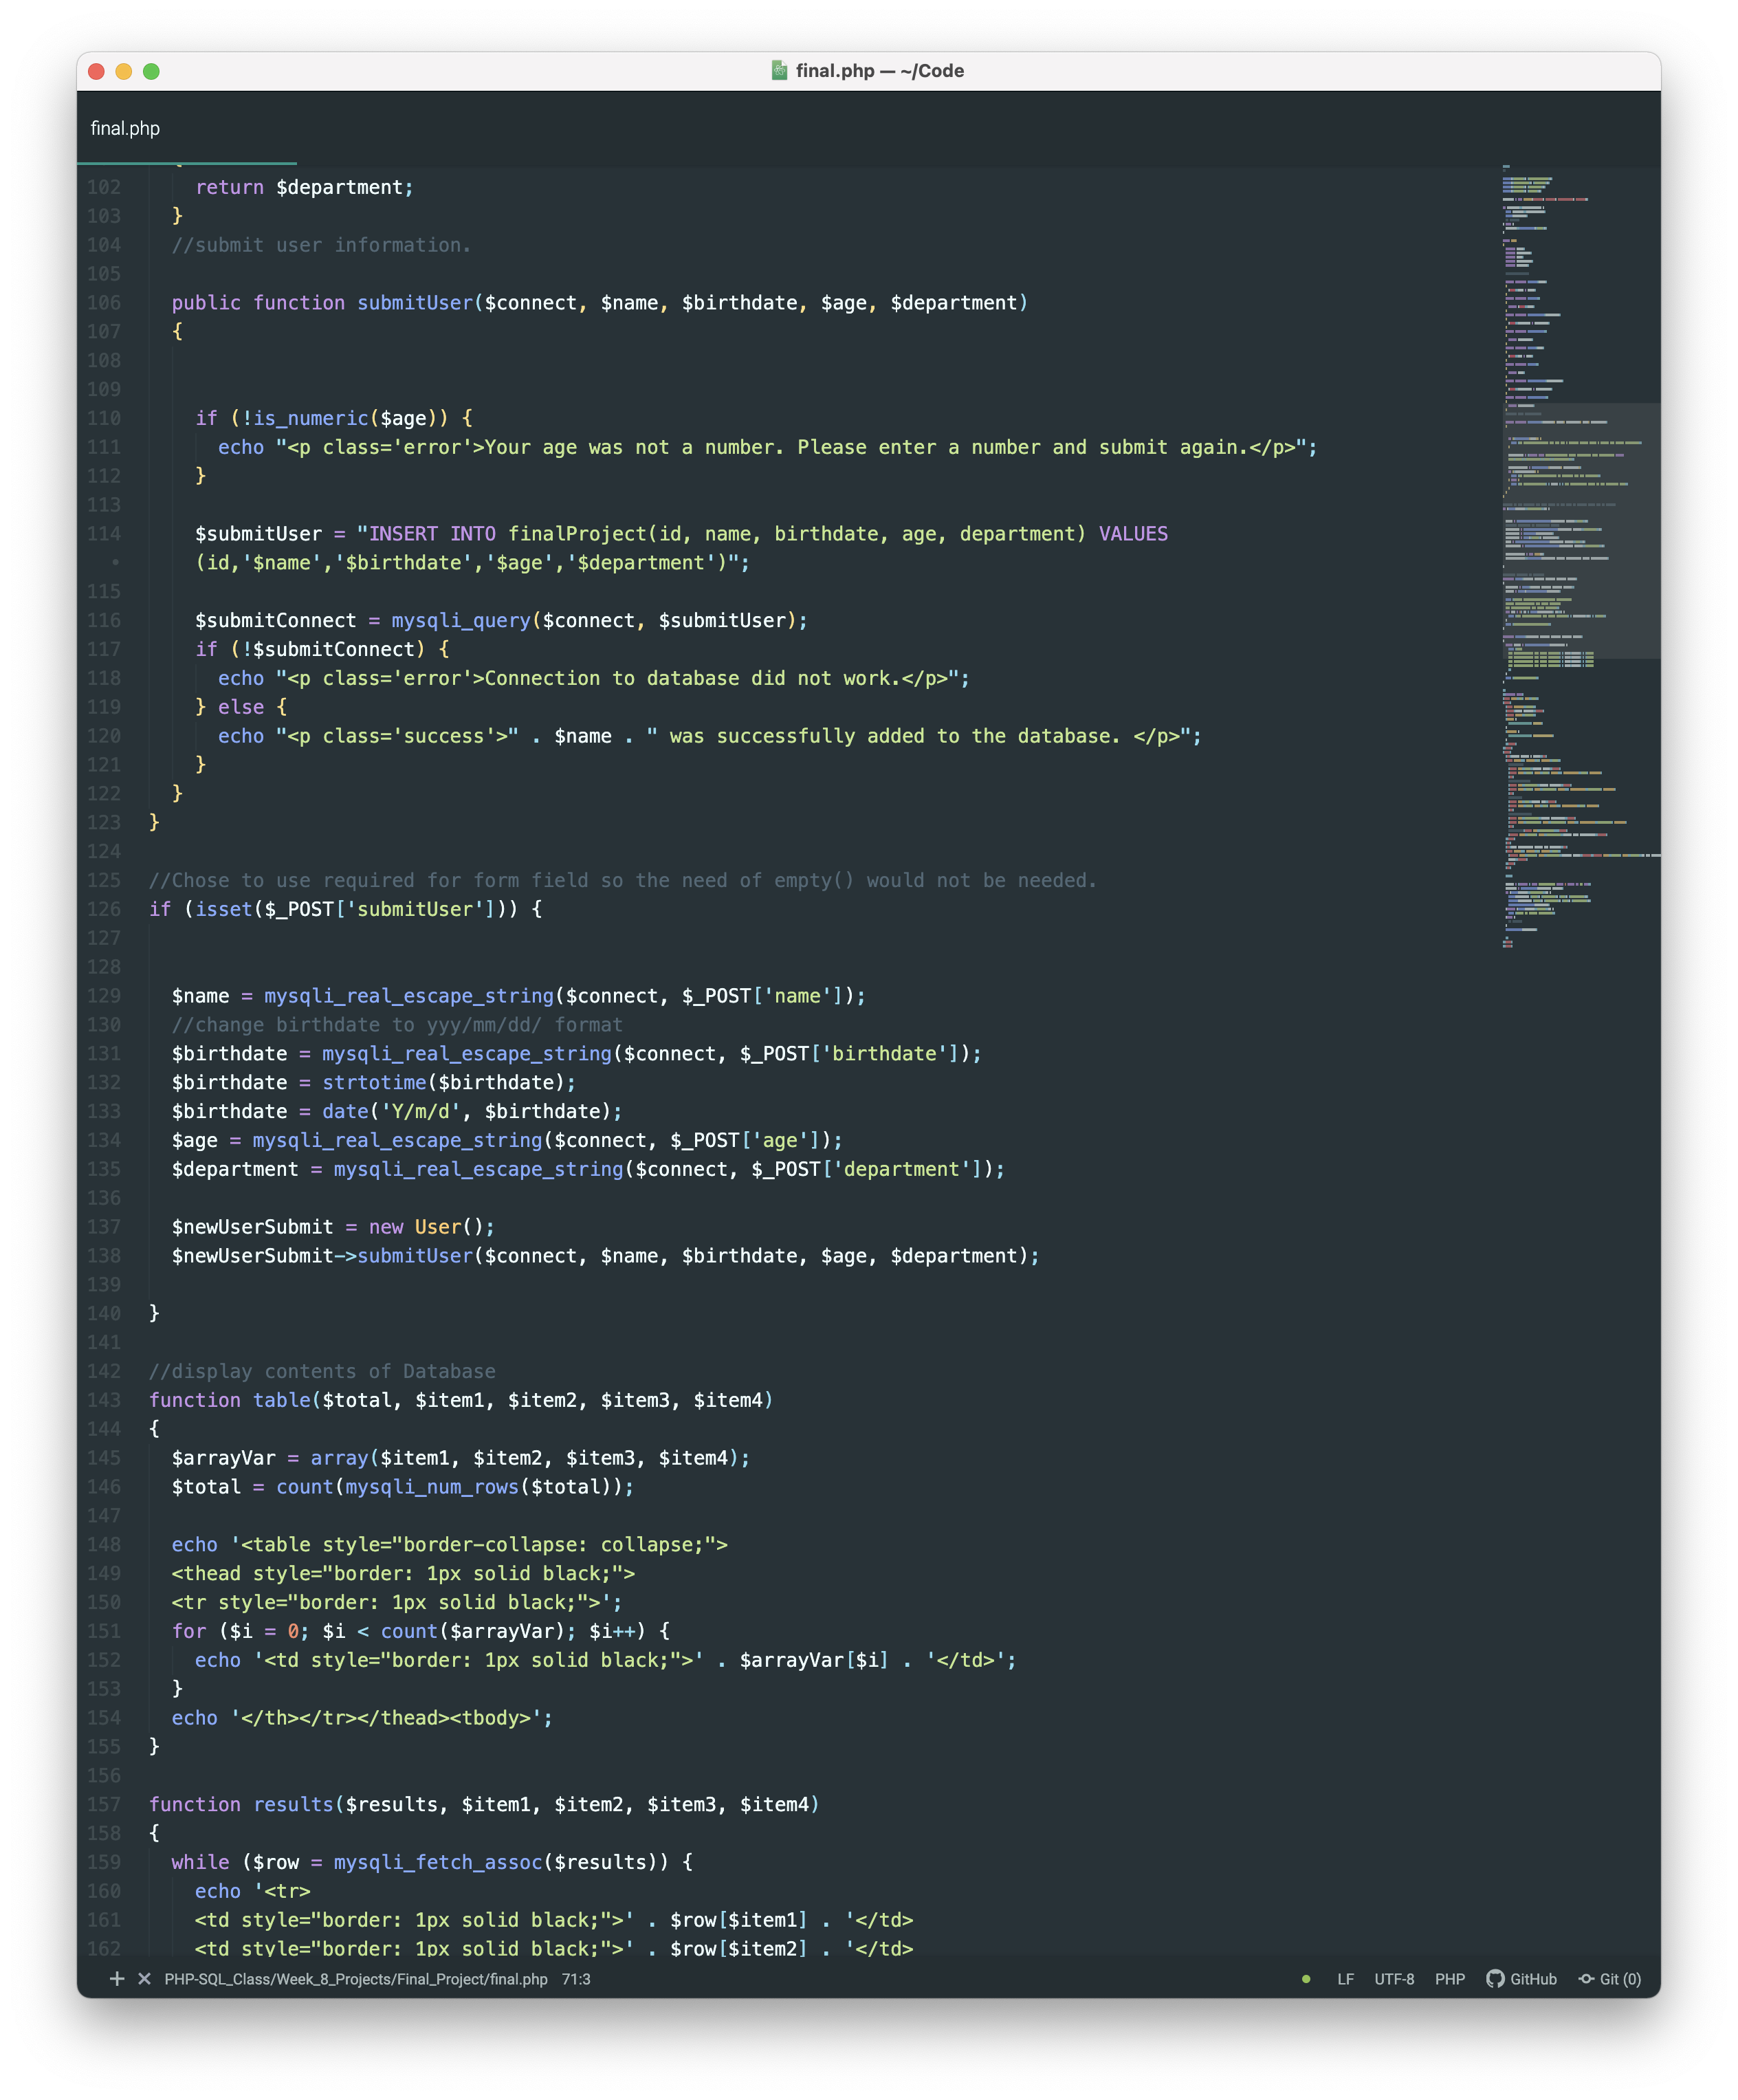 final.php — ~/Code
final.php
102 return $department;
103 }
104 //submit user information.
105
106 public function submitUser($connect, $name, $birthdate, $age, $department)
107 {
108
109
110 if (!is_numeric($age)) {
111 echo "<p class='error'>Your age was not a number. Please enter a number and submit again.</p>";
112 }
113
114 $submitUser = "INSERT INTO finalProject(id, name, birthdate, age, department) VALUES
• (id,'$name','$birthdate','$age','$department')";
115
116 $submitConnect = mysqli_query($connect, $submitUser);
117 if (!$submitConnect) {
118 echo "<p class='error'>Connection to database did not work.</p>";
119 } else {
120 echo "<p class='success'>" . $name . " was successfully added to the database. </p>";
121 }
122 }
123 }
124
125 //Chose to use required for form field so the need of empty() would not be needed.
126 if (isset($_POST['submitUser'])) {
127
128
129 $name = mysqli_real_escape_string($connect, $_POST['name']);
130 //change birthdate to yyy/mm/dd/ format
131 $birthdate = mysqli_real_escape_string($connect, $_POST['birthdate']);
132 $birthdate = strtotime($birthdate);
133 $birthdate = date('Y/m/d', $birthdate);
134 $age = mysqli_real_escape_string($connect, $_POST['age']);
135 $department = mysqli_real_escape_string($connect, $_POST['department']);
136
137 $newUserSubmit = new User();
138 $newUserSubmit->submitUser($connect, $name, $birthdate, $age, $department);
139
140 }
141
142 //display contents of Database
143 function table($total, $item1, $item2, $item3, $item4)
144 {
145 $arrayVar = array($item1, $item2, $item3, $item4);
146 $total = count(mysqli_num_rows($total));
147
148 echo '<table style="border-collapse: collapse;">
149 <thead style="border: 1px solid black;">
150 <tr style="border: 1px solid black;">';
151 for ($i = 0; $i < count($arrayVar); $i++) {
152 echo '<td style="border: 1px solid black;">' . $arrayVar[$i] . '</td>';
153 }
154 echo '</th></tr></thead><tbody>';
155 }
156
157 function results($results, $item1, $item2, $item3, $item4)
158 {
159 while ($row = mysqli_fetch_assoc($results)) {
160 echo '<tr>
161 <td style="border: 1px solid black;">' . $row[$item1] . '</td>
162 <td style="border: 1px solid black;">' . $row[$item2] . '</td>
PHP-SQL_Class/Week_8_Projects/Final_Project/final.php 71:3 LF UTF-8 PHP GitHub Git (0)